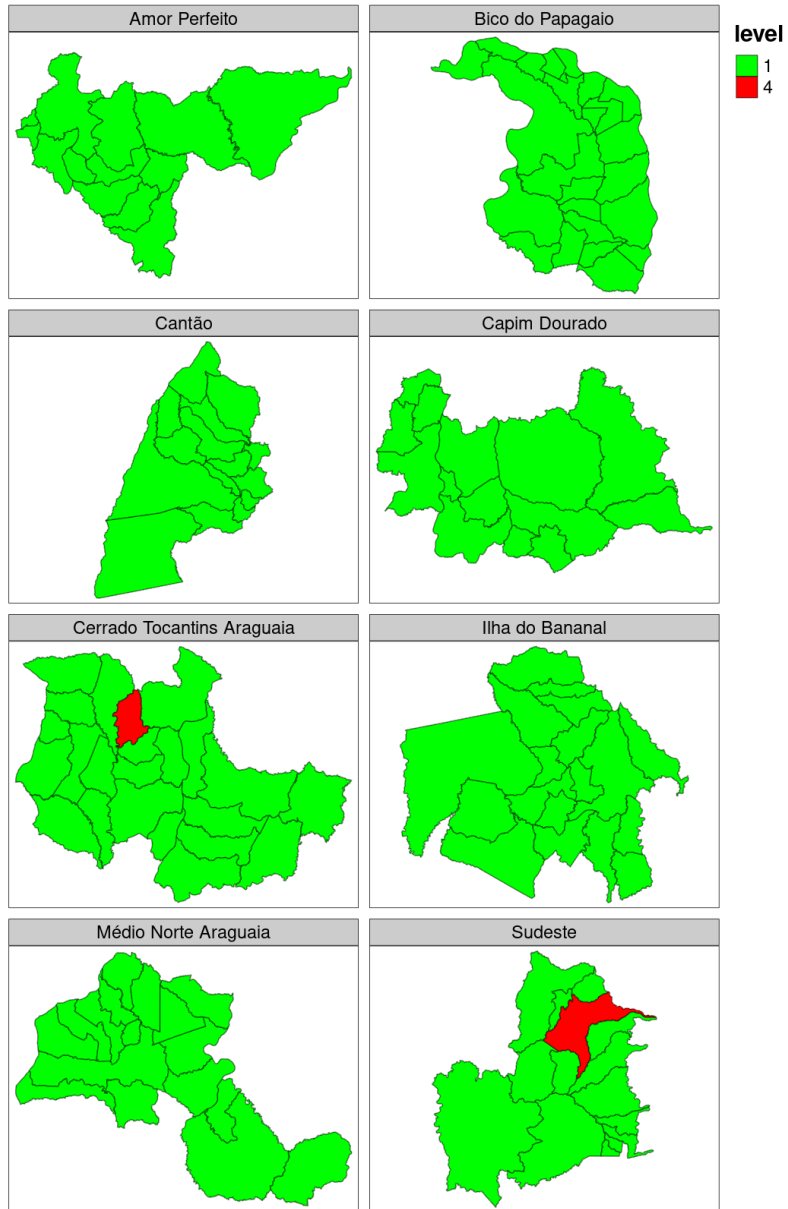 Amor Perfeito
Bico do Papagaio
level
1
4
Cantão
Capim Dourado
Cerrado Tocantins Araguaia
Ilha do Bananal
Médio Norte Araguaia
Sudeste